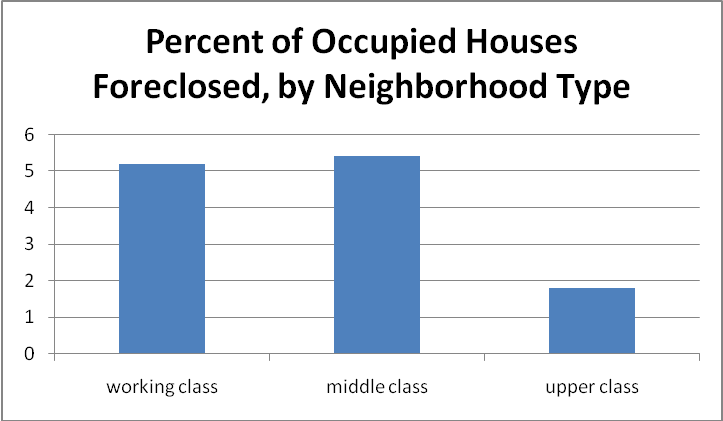 Percent of Occupied Houses
Foreclosed, by Neighborhood Type
6
5
4
3
2
1
0
working class
middle class
upper class